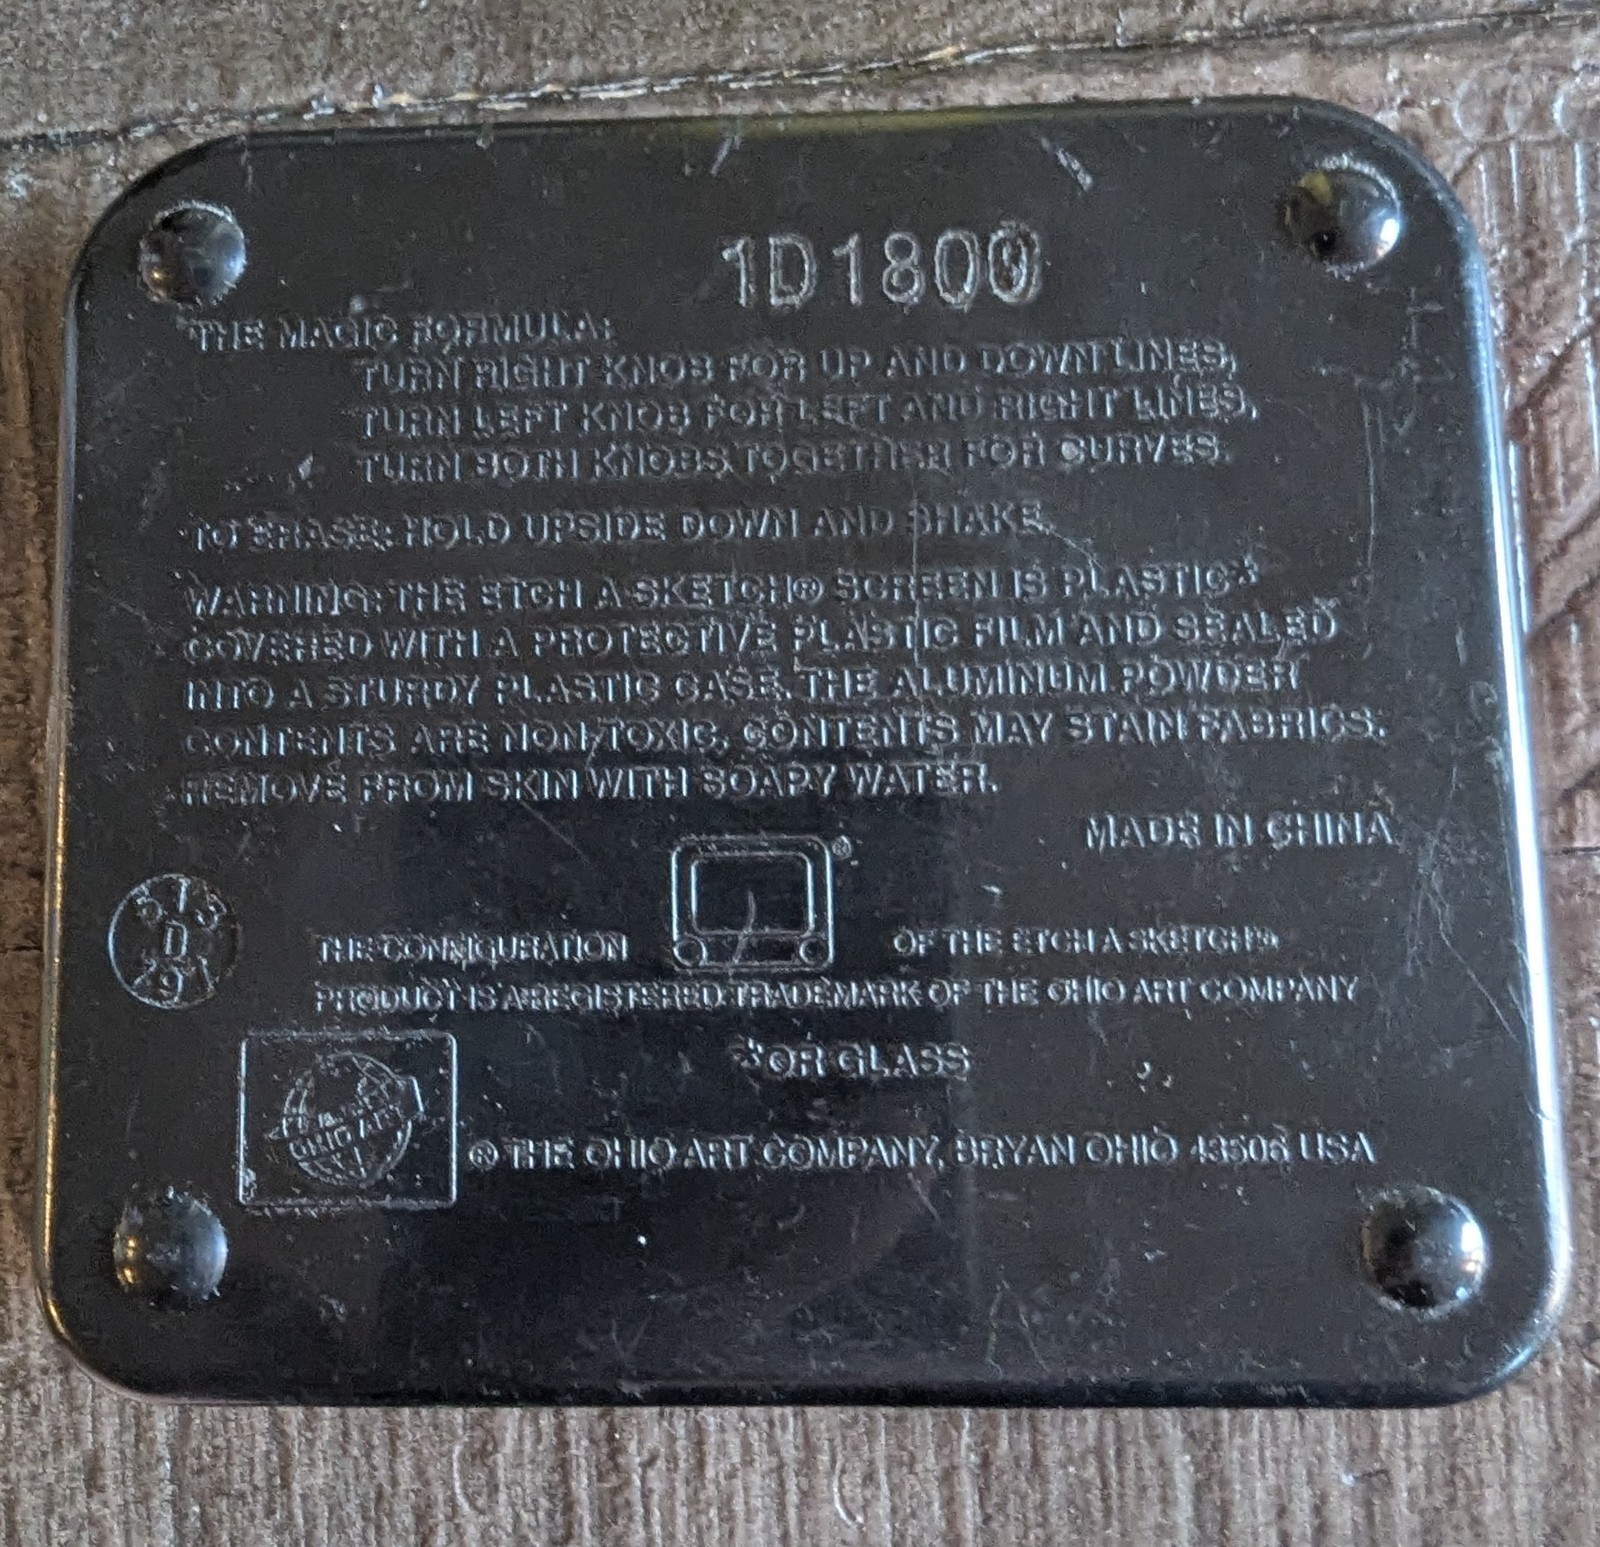 1D1800
THE MAGIC FORMULA:
TURN RIGHT KNOB FOR UP AND DOWN LINES,
TURN LEFT KNOB FOR LEFT AND RIGHT LINES,
TURN BOTH KNOBS TOGETHER FOR CURVES.
TO ERASE: HOLD UPSIDE DOWN AND SHAKE.
WARNING: THE ETCH A SKETCH® SCREEN IS PLASTIC*
COVERED WITH A PROTECTIVE PLASTIC FILM AND SEALED
INTO A STURDY PLASTIC CASE. THE ALUMINUM POWDER
CONTENTS ARE NON-TOXIC. CONTENTS MAY STAIN FABRICS.
REMOVE FROM SKIN WITH SOAPY WATER.
MADE IN CHINA
®
573
D
791
THE CONFIGURATION OF THE ETCH A SKETCH®
PRODUCT IS A REGISTERED TRADEMARK OF THE OHIO ART COMPANY
*OR GLASS
OHIO ART
® THE OHIO ART COMPANY, BRYAN OHIO 43506 USA